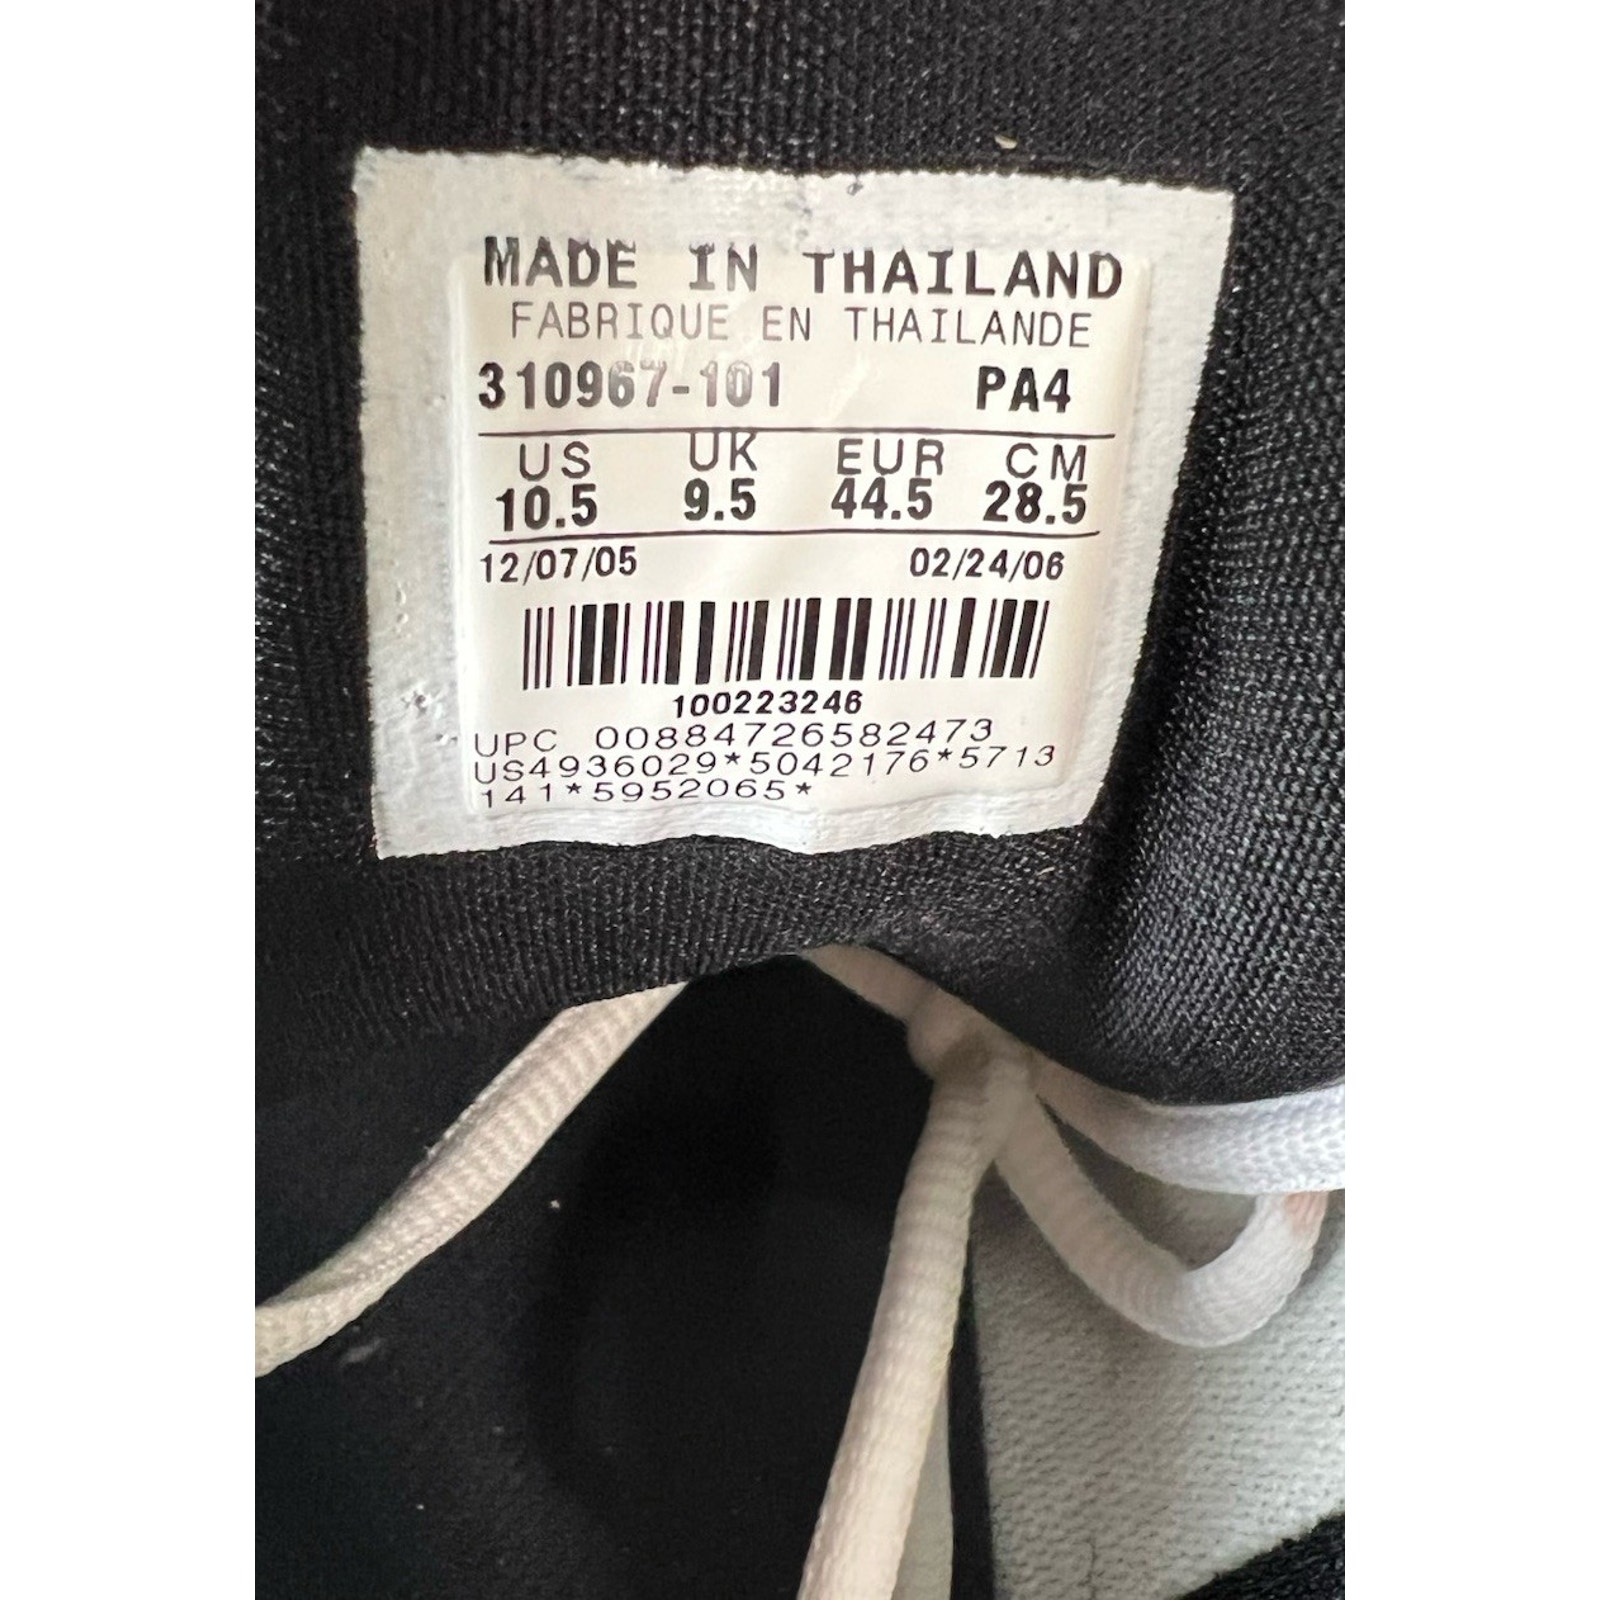 MADE IN THAILAND
FABRIQUE EN THAILANDE
310967-101 PA4
US UK EUR CM
10.5 9.5 44.5 28.5
12/07/05 02/24/06
100223246
UPC 00884726582473
US4936029*5042176*5713
141*5952065*